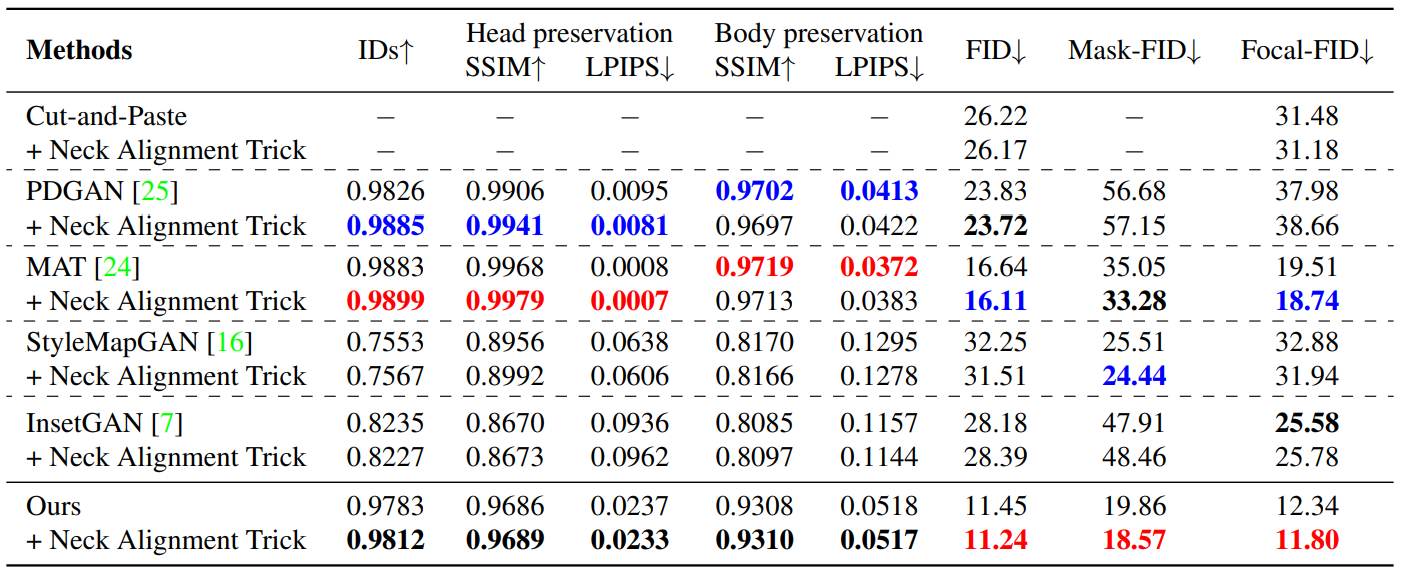 Methods IDs↑ Head preservation Body preservation FID↓ Mask-FID↓ Focal-FID↓
SSIM↑ LPIPS↓ SSIM↑ LPIPS↓
Cut-and-Paste — — — — — 26.22 — 31.48
+ Neck Alignment Trick — — — — — 26.17 — 31.18
PDGAN [25] 0.9826 0.9906 0.0095 0.9702 0.0413 23.83 56.68 37.98
+ Neck Alignment Trick 0.9885 0.9941 0.0081 0.9697 0.0422 23.72 57.15 38.66
MAT [24] 0.9883 0.9968 0.0008 0.9719 0.0372 16.64 35.05 19.51
+ Neck Alignment Trick 0.9899 0.9979 0.0007 0.9713 0.0383 16.11 33.28 18.74
StyleMapGAN [16] 0.7553 0.8956 0.0638 0.8170 0.1295 32.25 25.51 32.88
+ Neck Alignment Trick 0.7567 0.8992 0.0606 0.8166 0.1278 31.51 24.44 31.94
InsetGAN [7] 0.8235 0.8670 0.0936 0.8085 0.1157 28.18 47.91 25.58
+ Neck Alignment Trick 0.8227 0.8673 0.0962 0.8097 0.1144 28.39 48.46 25.78
Ours 0.9783 0.9686 0.0237 0.9308 0.0518 11.45 19.86 12.34
+ Neck Alignment Trick 0.9812 0.9689 0.0233 0.9310 0.0517 11.24 18.57 11.80